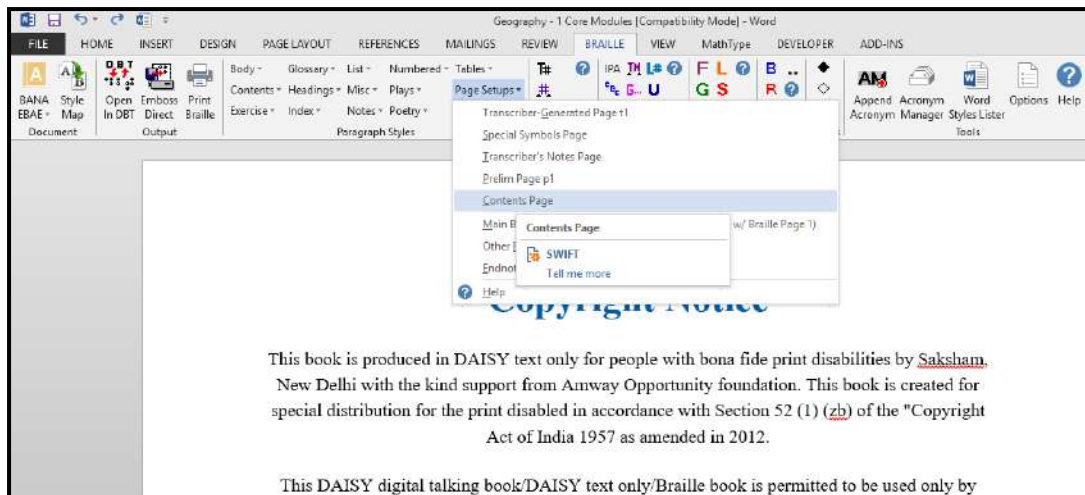 Geography - 1 Core Modules [Compatibility Mode] - Word
FILE HOME INSERT DESIGN PAGE LAYOUT REFERENCES MAILINGS REVIEW BRAILLE VIEW MathType DEVELOPER ADD-INS
BANA EBAE
Style Map
Document
Open In DBT
Emboss Direct
Print Braille
Output
Body Glossary List Numbered Tables
Contents Headings Misc Plays Page Setups
Exercise Index Notes Poetry
Paragraph Styles
T# IPA TM L# F L B ..
#. G... U G S R
Append Acronym
Acronym Manager
Word Styles Lister
Options
Help
Tools
Transcriber-Generated Page t1
Special Symbols Page
Transcriber's Notes Page
Prelim Page p1
Contents Page
Main B w/ Braille Page 1)
Other
Endnot
Help
Contents Page
SWIFT
Tell me more
Copyright Notice
This book is produced in DAISY text only for people with bona fide print disabilities by Saksham,
New Delhi with the kind support from Amway Opportunity foundation. This book is created for
special distribution for the print disabled in accordance with Section 52 (1) (zb) of the "Copyright
Act of India 1957 as amended in 2012.
This DAISY digital talking book/DAISY text only/Braille book is permitted to be used only by